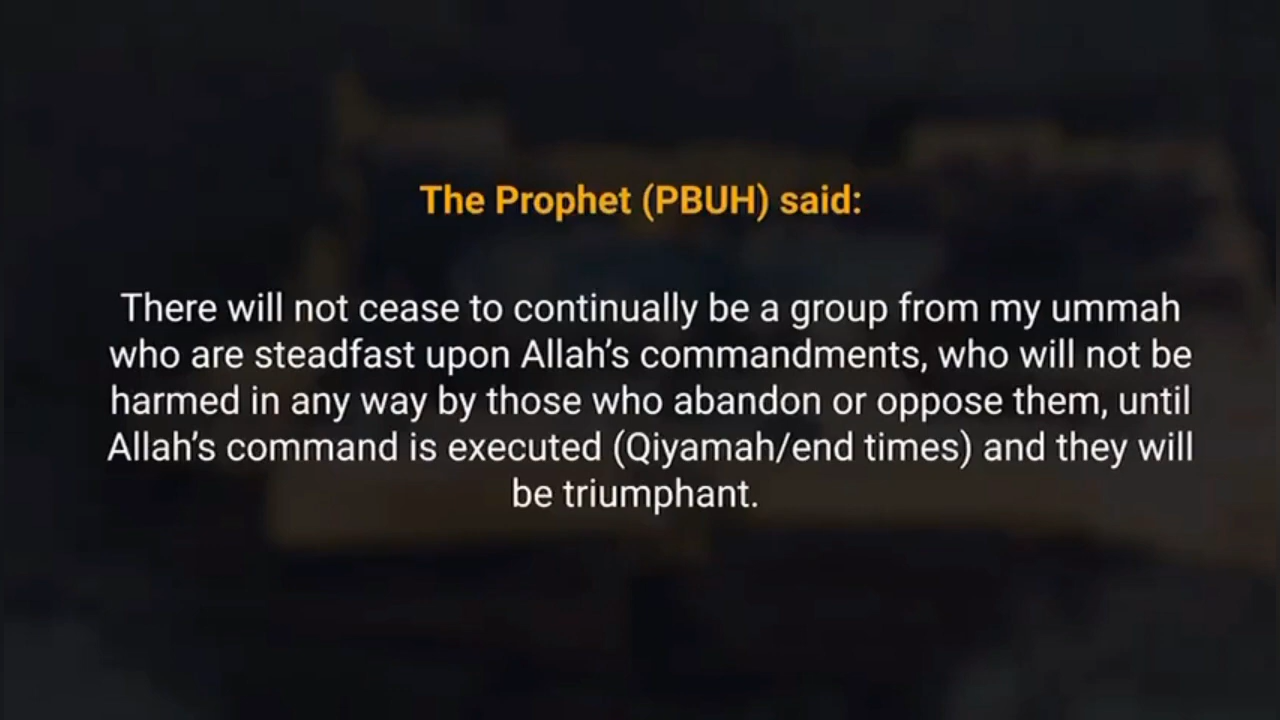 The Prophet (PBUH) said:
There will not cease to continually be a group from my ummah
who are steadfast upon Allah's commandments, who will not be
harmed in any way by those who abandon or oppose them, until
Allah's command is executed (Qiyamah/end times) and they will
be triumphant.